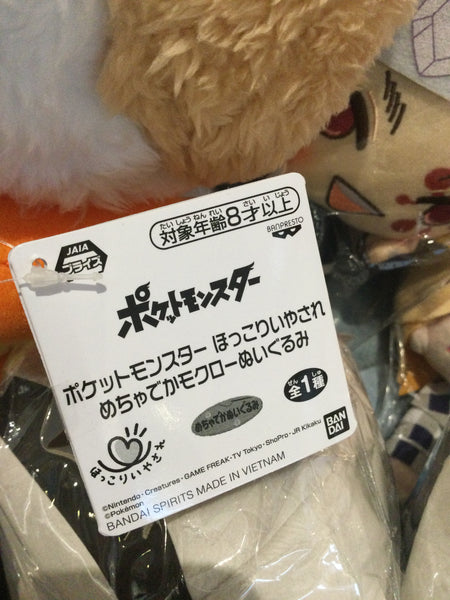 JAIA
プライズ
たいしょうねんれい さい い じょう
対象年齢8才以上
BANPRESTO
ポケットモンスター
ポケットモンスター ほっこりいやされ
めちゃでかモクローぬいぐるみ
めちゃでかぬいぐるみ
ぜん しゅ
全1種
ほっこりいやされ
©Nintendo・Creatures・GAME FREAK・TV Tokyo・ShoPro・JR Kikaku
©Pokémon
BANDAI SPIRITS MADE IN VIETNAM
BAN
DAI